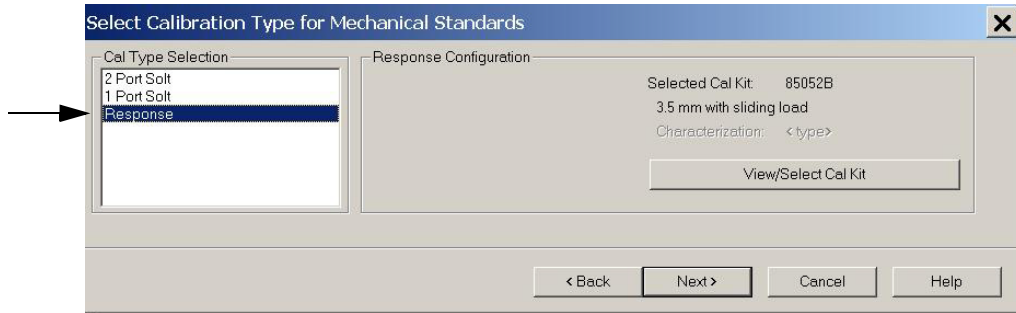 Select Calibration Type for Mechanical Standards
Cal Type Selection
2 Port Solt
1 Port Solt
Response
Response Configuration
Selected Cal Kit: 85052B
3.5 mm with sliding load
Characterization: <type>
View/Select Cal Kit
< Back Next > Cancel Help